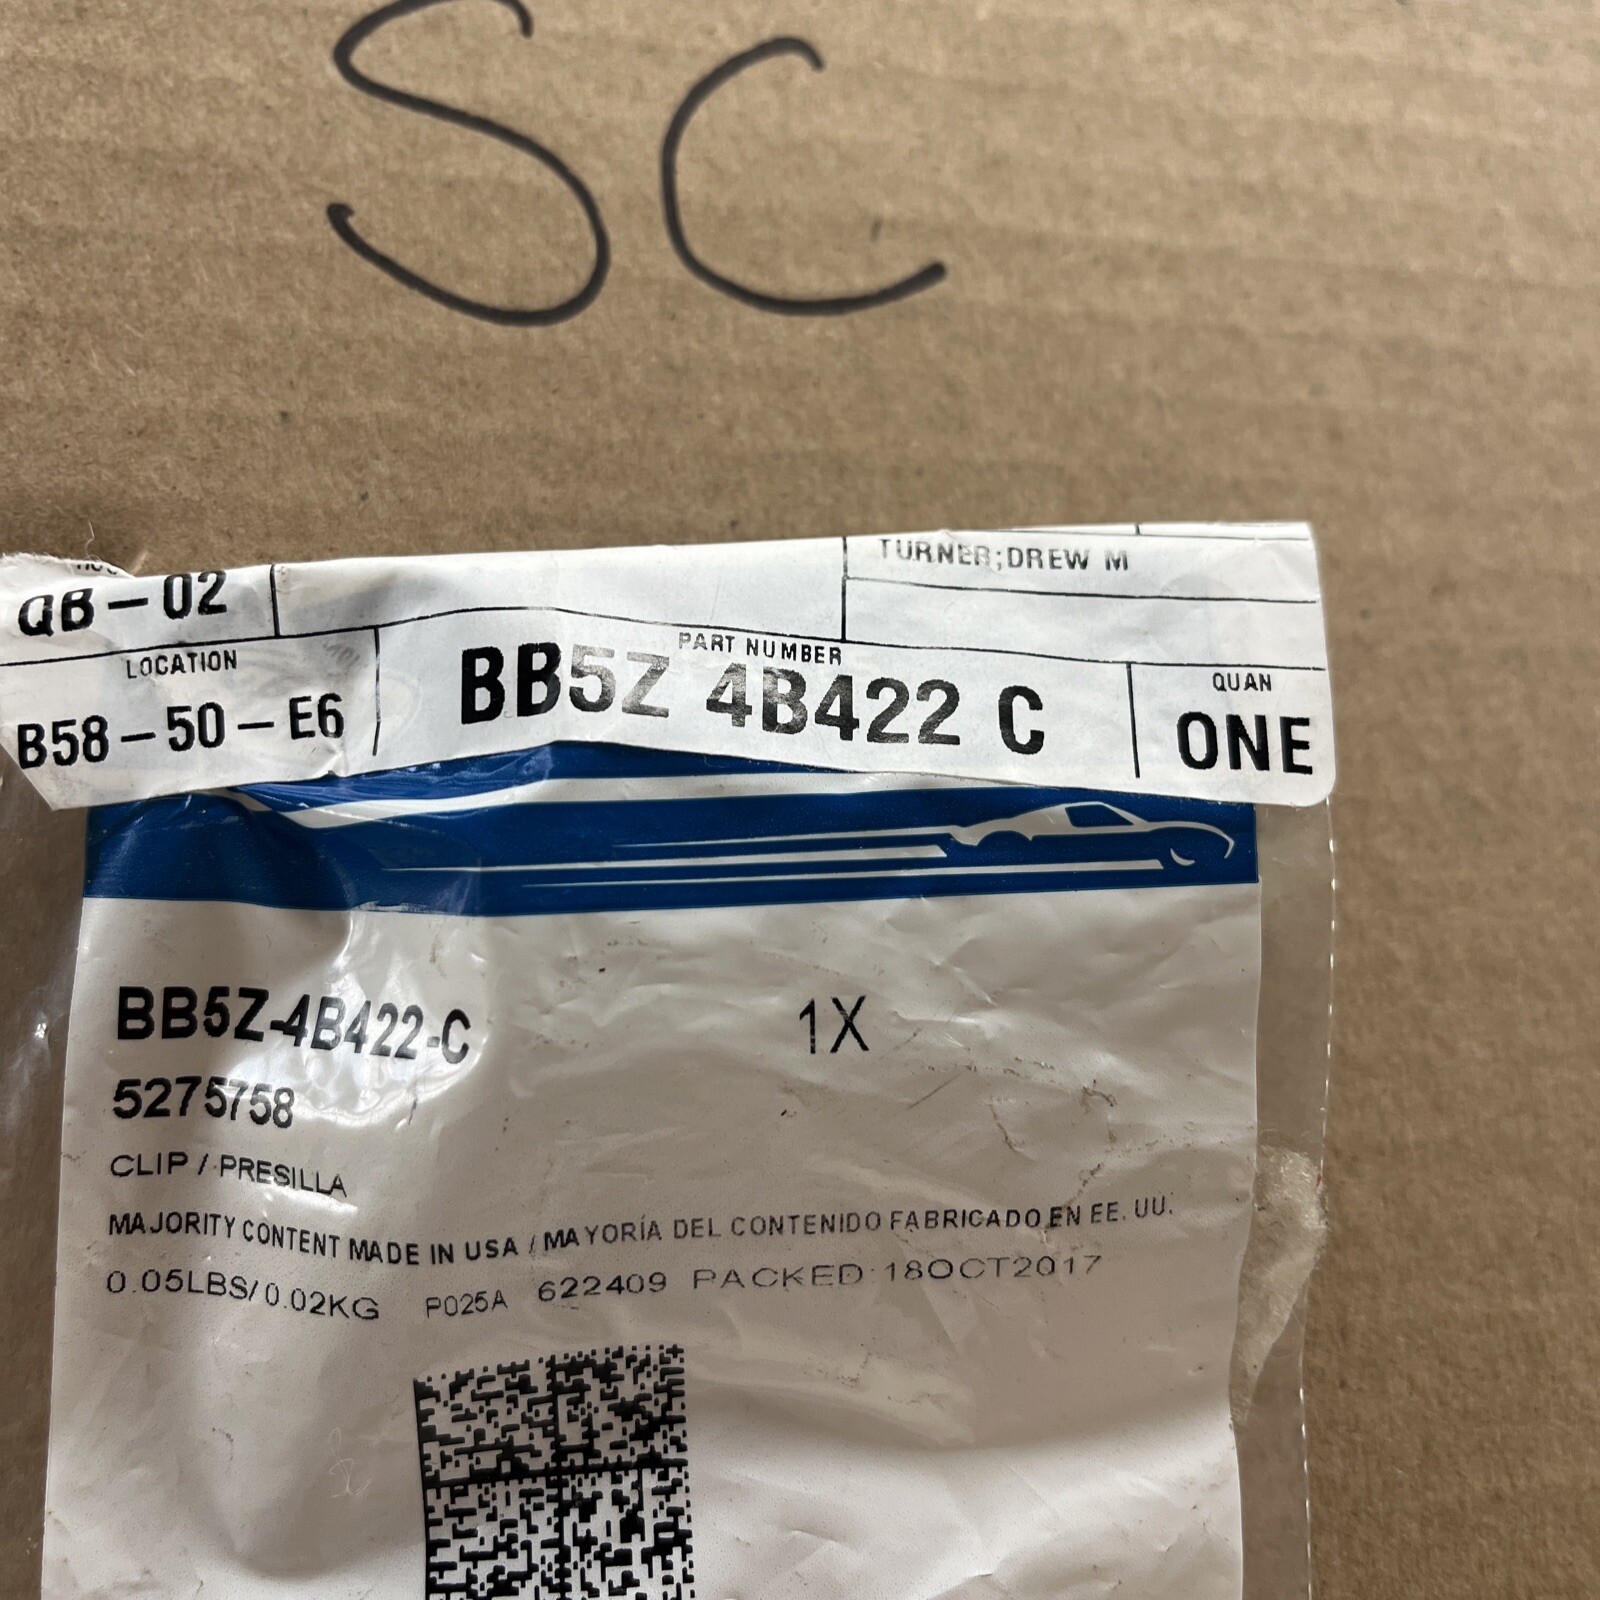 SC
TURNER;DREW M
QB-02
LOCATION
PART NUMBER
QUAN
B58-50-E6
BB5Z 4B422 C
ONE
BB5Z-4B422-C
1X
5275758
CLIP / PRESILLA
MAJORITY CONTENT MADE IN USA / MAYORÍA DEL CONTENIDO FABRICADO EN EE. UU.
0.05LBS/0.02KG P025A 622409 PACKED:18OCT2017